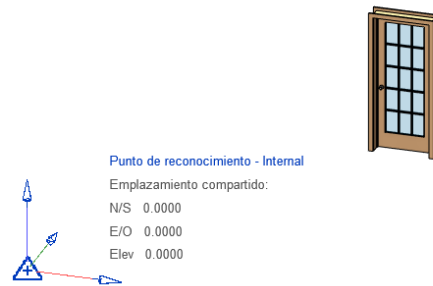 Punto de reconocimiento - Internal
Emplazamiento compartido:
N/S 0.0000
E/O 0.0000
Elev 0.0000